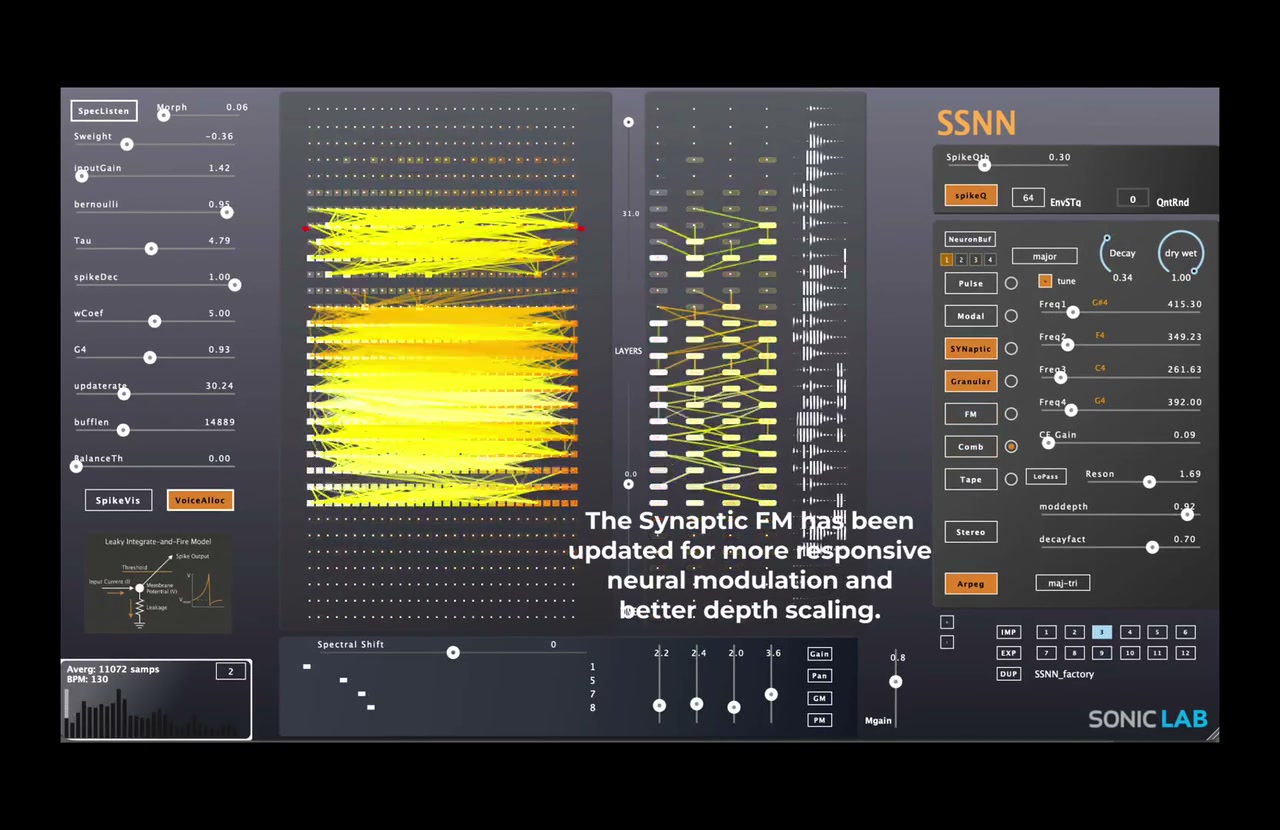 SpecListen
Morph 0.06
Sweight -0.36
inputGain 1.42
bernoulli 0.95
Tau 4.79
spikeDec 1.00
wCoef 5.00
G4 0.93
updaterate 30.24
bufflen 14889
BalanceTh 0.00
SpikeVis
VoiceAlloc
Leaky Integrate-and-Fire Model
Spike Output
Threshold
Input Current (I)
Membrane
Potential (V)
Leakage
Averg: 11072 samps
BPM: 130
2
31.0
LAYERS
0.0
The Synaptic FM has been
updated for more responsive
neural modulation and
better depth scaling.
Spectral Shift 0
1
5
7
8
2.2 2.4 2.0 3.6
Gain
Pan
GM
PM
0.8
Mgain
SSNN
SpikeQth 0.30
spikeQ
64 EnvSTq
0 QntRnd
NeuronBuf
1 2 3 4
major
tune
Decay
0.34
dry wet
1.00
Pulse
Modal
SYNaptic
Granular
FM
Comb
Tape
Stereo
Arpeg
Freq1 G#4 415.30
Freq2 F4 349.23
Freq3 C4 261.63
Freq4 G4 392.00
CF Gain 0.09
LoPass
Reson 1.69
moddepth 0.92
decayfact 0.70
maj-tri
IMP 1 2 3 4 5 6
EXP 7 8 9 10 11 12
DUP SSNN_factory
SONIC LAB